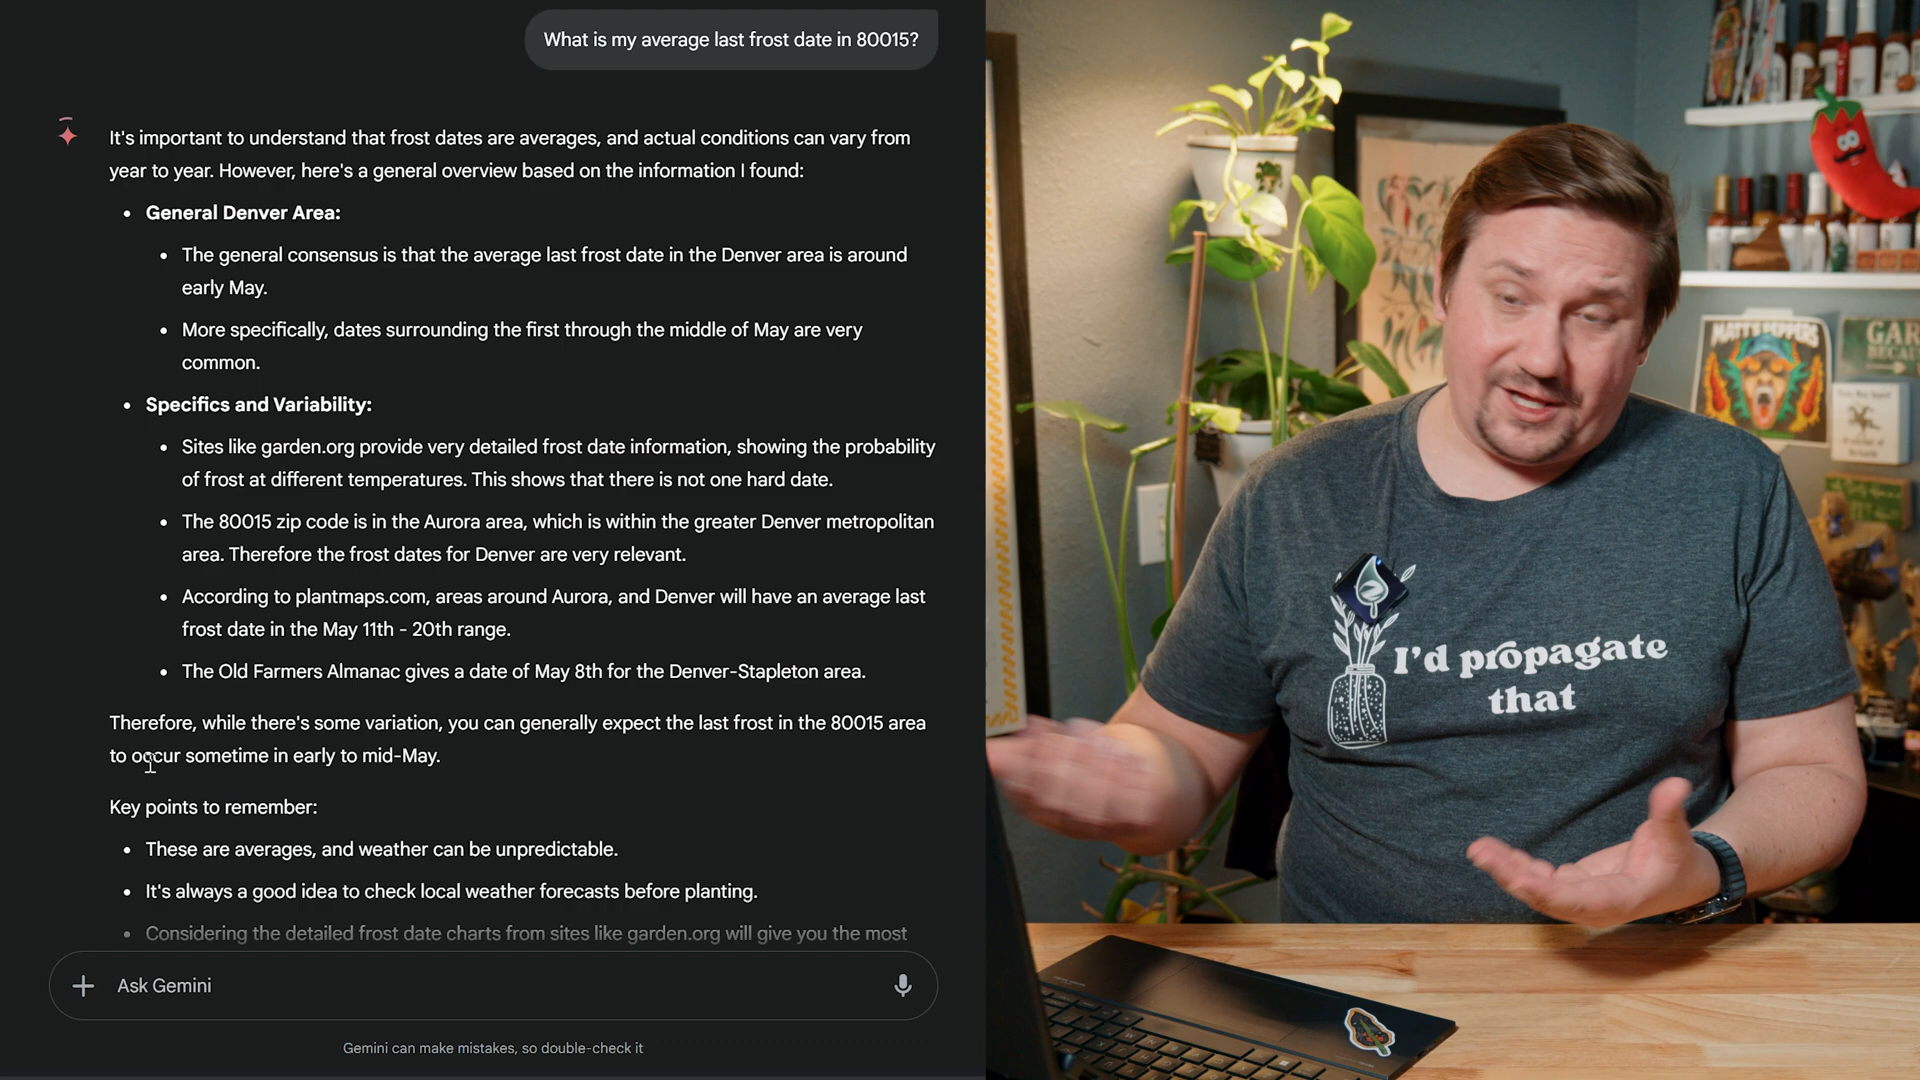 What is my average last frost date in 80015?
It's important to understand that frost dates are averages, and actual conditions can vary from
year to year. However, here's a general overview based on the information I found:
• General Denver Area:
• The general consensus is that the average last frost date in the Denver area is around
early May.
• More specifically, dates surrounding the first through the middle of May are very
common.
• Specifics and Variability:
• Sites like garden.org provide very detailed frost date information, showing the probability
of frost at different temperatures. This shows that there is not one hard date.
• The 80015 zip code is in the Aurora area, which is within the greater Denver metropolitan
area. Therefore the frost dates for Denver are very relevant.
• According to plantmaps.com, areas around Aurora, and Denver will have an average last
frost date in the May 11th - 20th range.
• The Old Farmers Almanac gives a date of May 8th for the Denver-Stapleton area.
Therefore, while there's some variation, you can generally expect the last frost in the 80015 area
to occur sometime in early to mid-May.
Key points to remember:
• These are averages, and weather can be unpredictable.
• It's always a good idea to check local weather forecasts before planting.
• Considering the detailed frost date charts from sites like garden.org will give you the most
Ask Gemini
Gemini can make mistakes, so double-check it
I'd propagate
that
MATT'S PEPPERS
GAR
BECAU